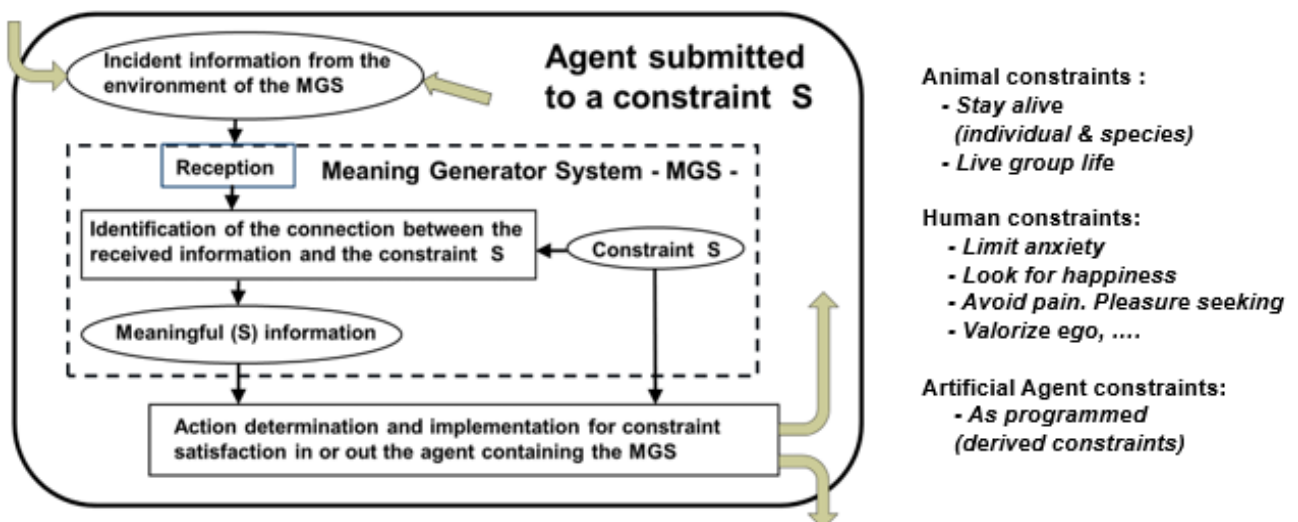 Incident information from the
environment of the MGS
Agent submitted
to a constraint S
Reception
Meaning Generator System - MGS -
Identification of the connection between the
received information and the constraint S
Constraint S
Meaningful (S) information
Action determination and implementation for constraint
satisfaction in or out the agent containing the MGS
Animal constraints :
- Stay alive
(individual & species)
- Live group life
Human constraints:
- Limit anxiety
- Look for happiness
- Avoid pain. Pleasure seeking
- Valorize ego, ....
Artificial Agent constraints:
- As programmed
(derived constraints)